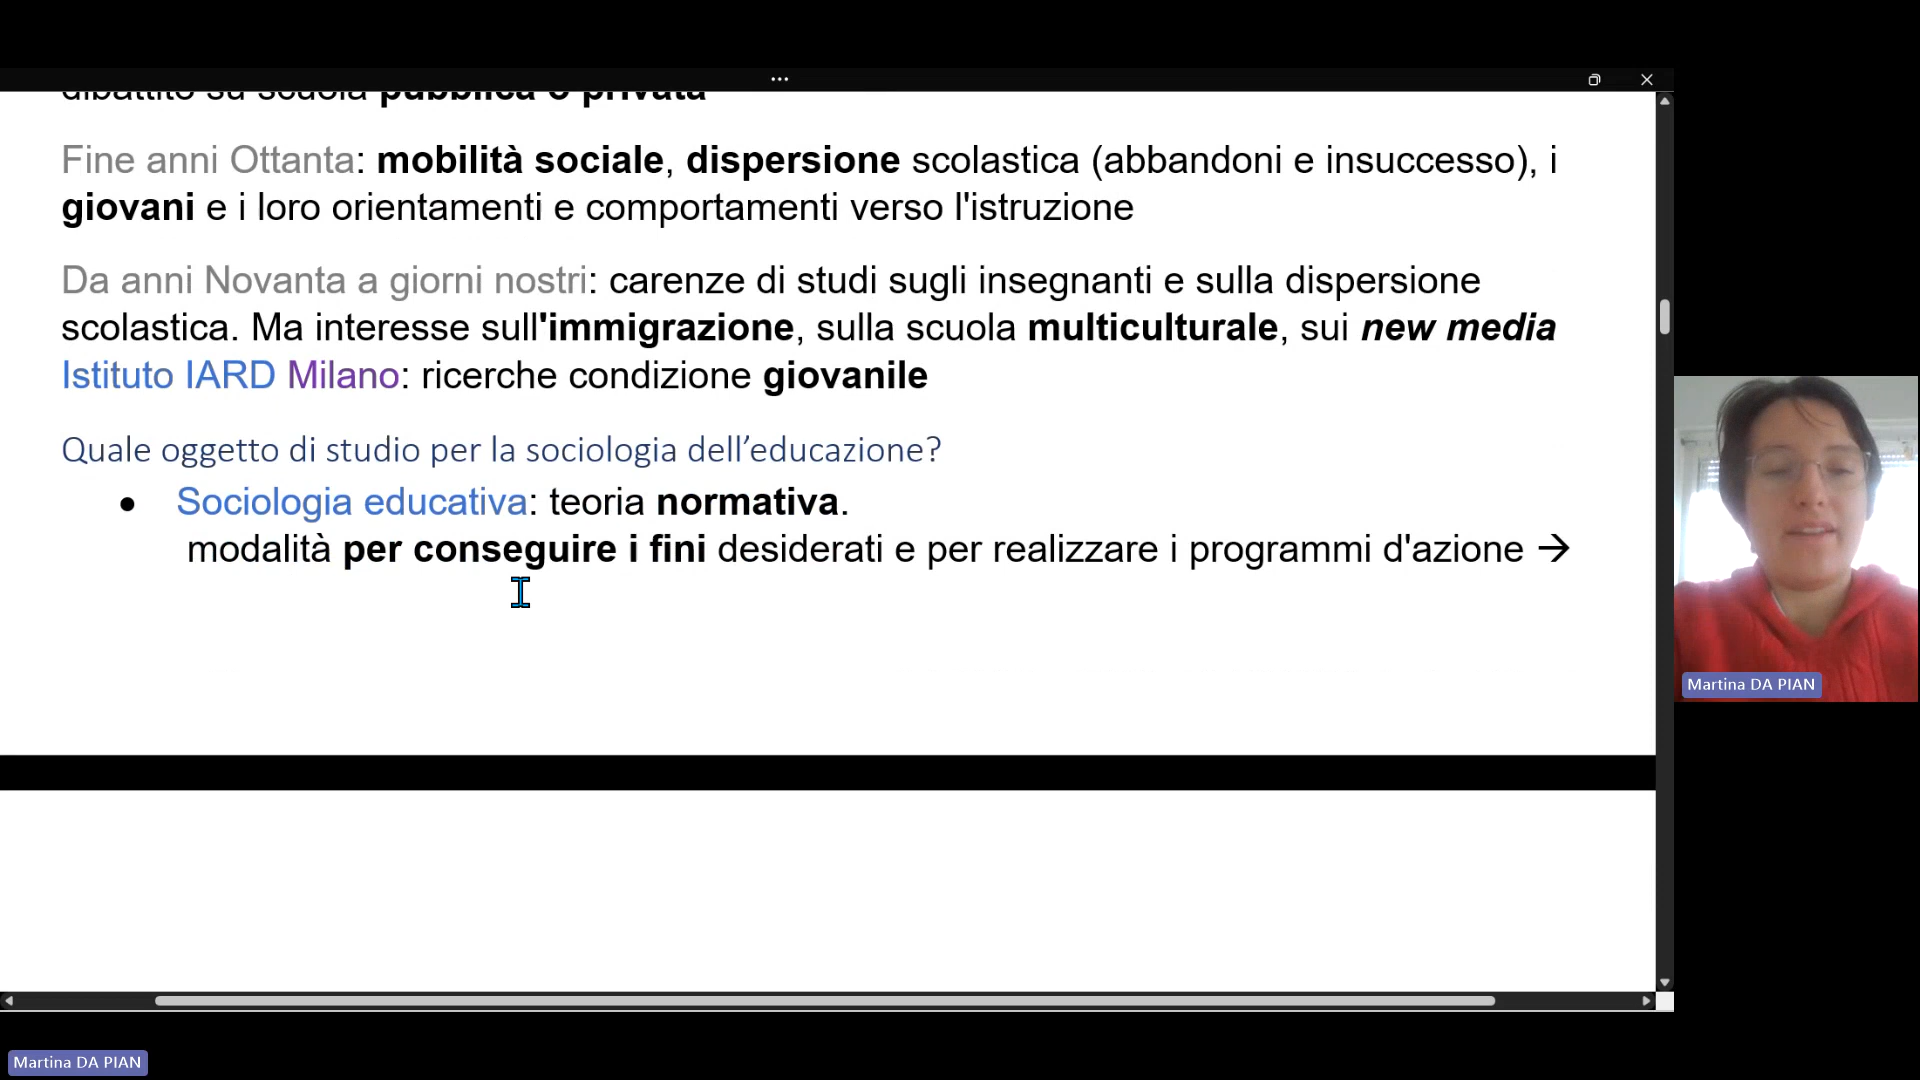 dibattito su scuola pubblica o privata
Fine anni Ottanta: mobilità sociale, dispersione scolastica (abbandoni e insuccesso), i
giovani e i loro orientamenti e comportamenti verso l'istruzione
Da anni Novanta a giorni nostri: carenze di studi sugli insegnanti e sulla dispersione
scolastica. Ma interesse sull'immigrazione, sulla scuola multiculturale, sui new media
Istituto IARD Milano: ricerche condizione giovanile
Quale oggetto di studio per la sociologia dell’educazione?
• Sociologia educativa: teoria normativa.
modalità per conseguire i fini desiderati e per realizzare i programmi d'azione →
Martina DA PIAN
Martina DA PIAN